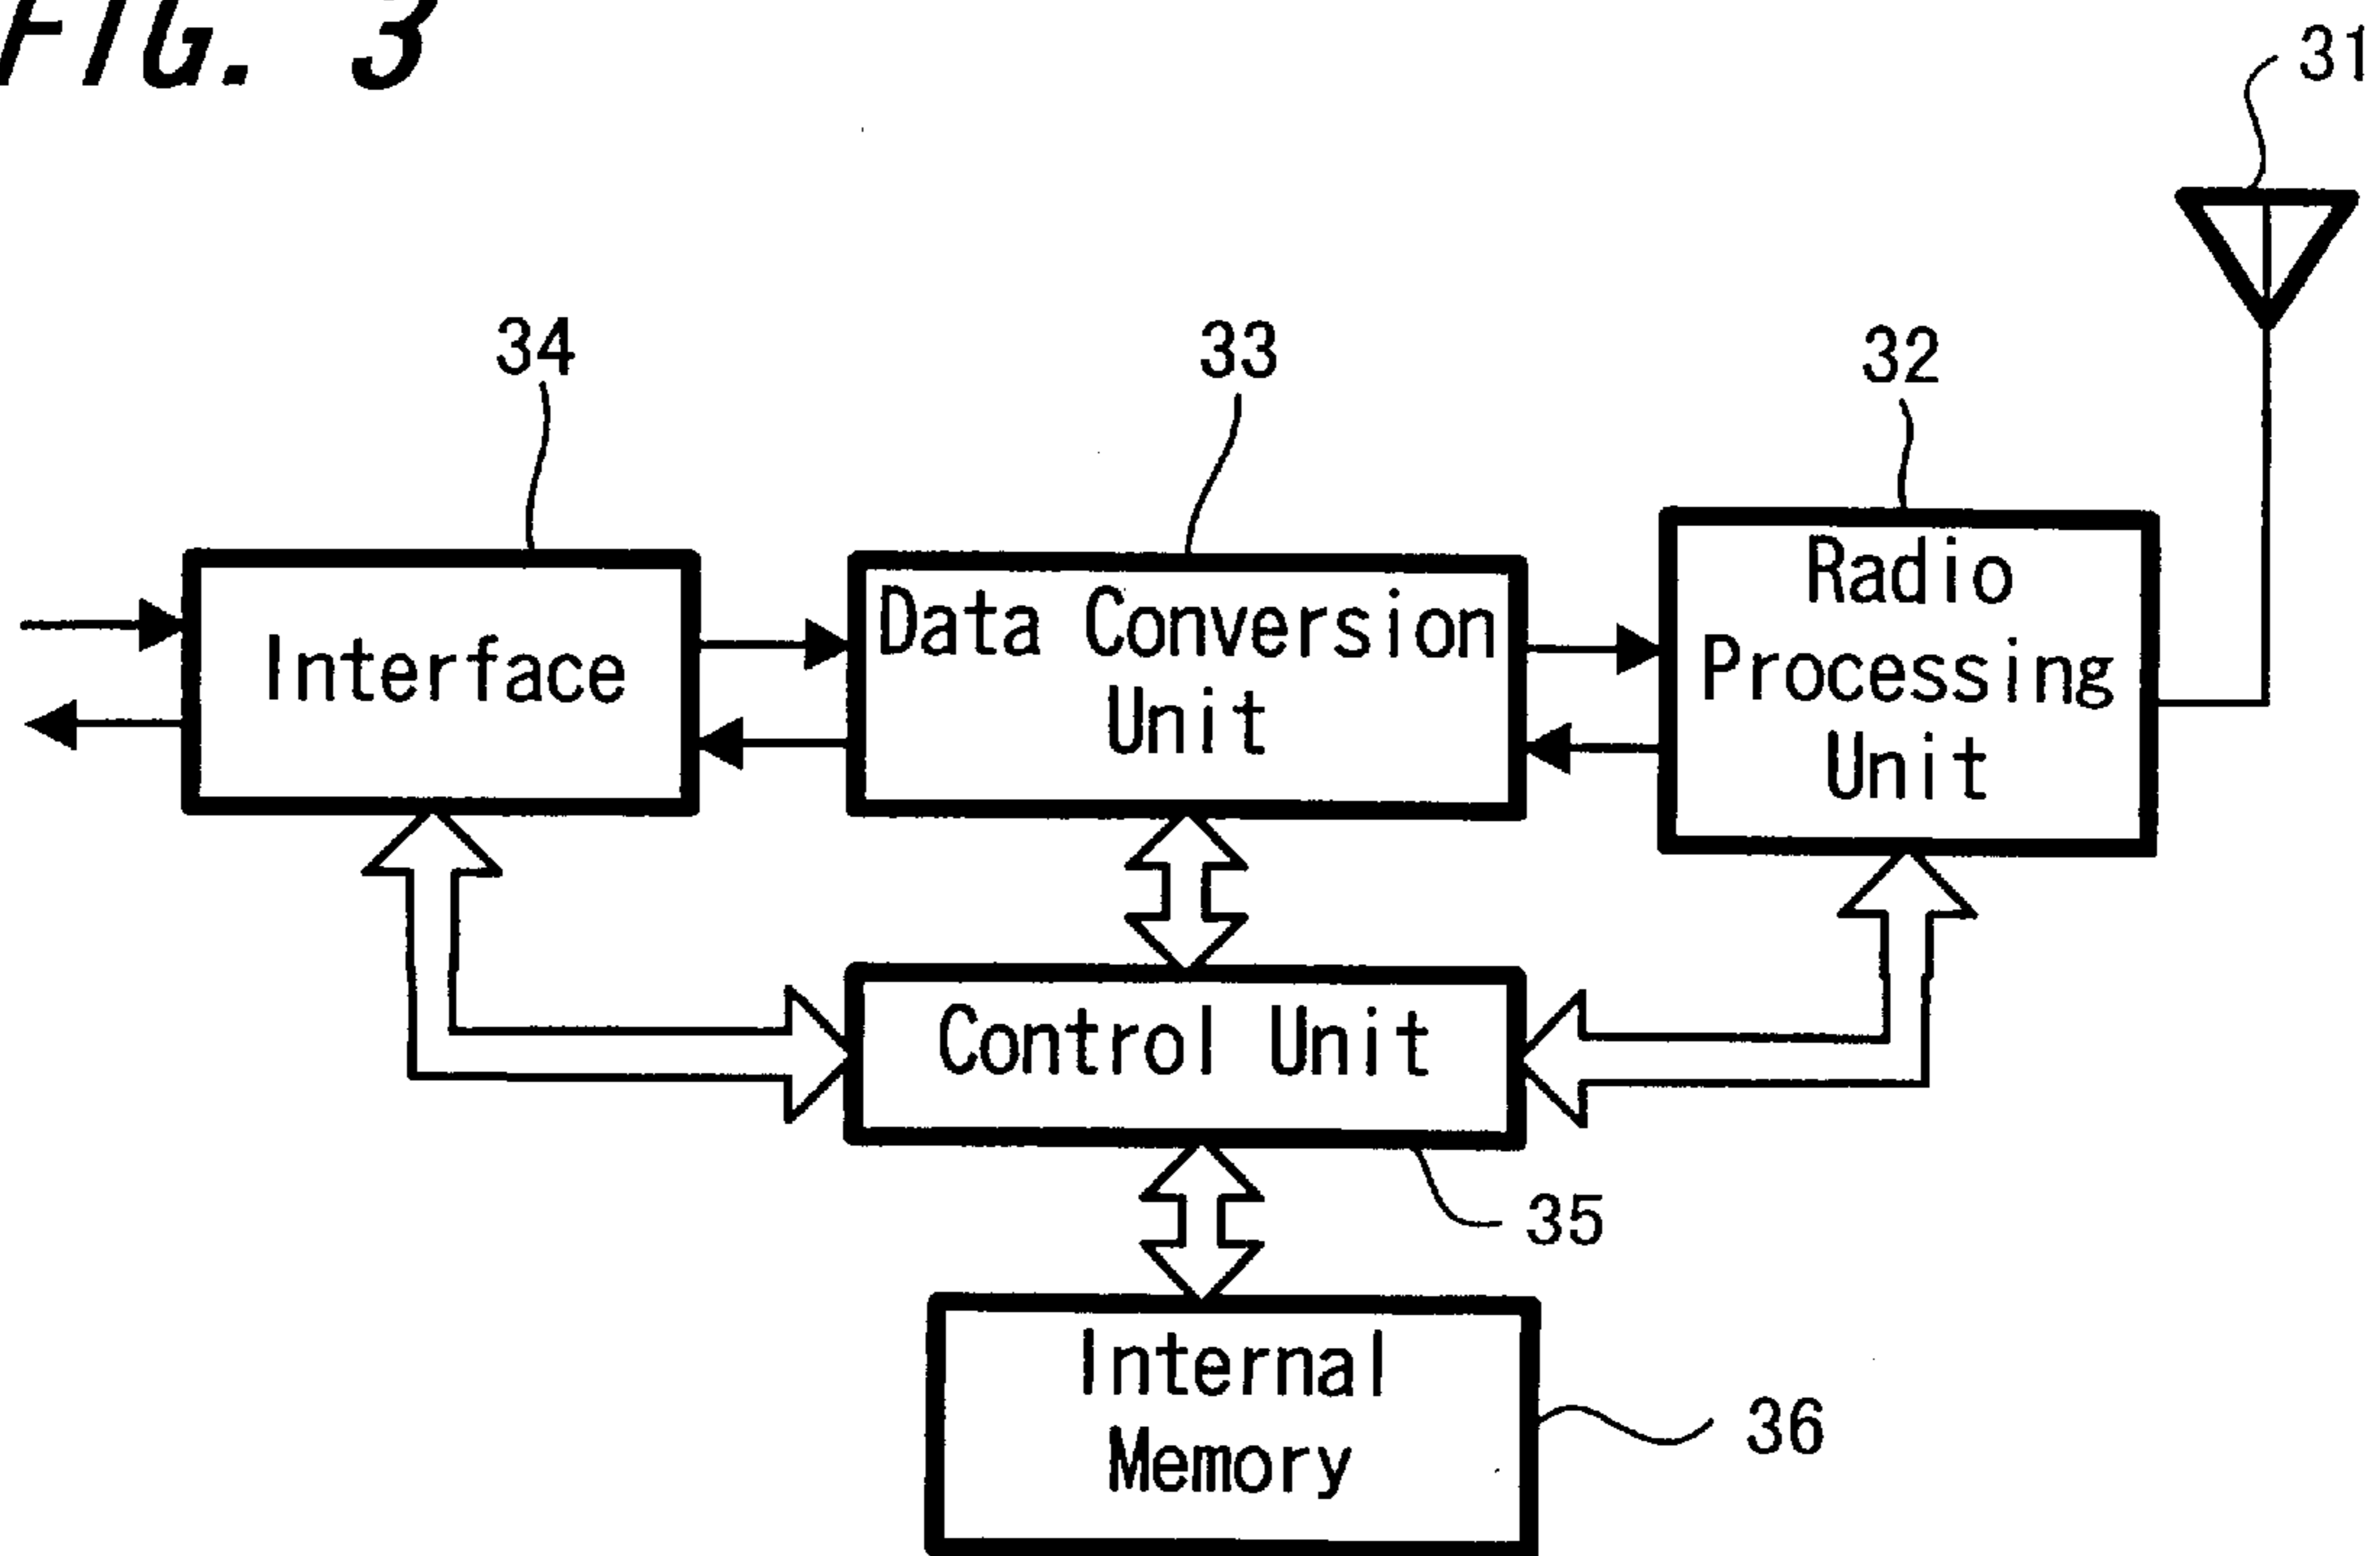 FIG. 3
31
34
33
32
Interface
Data Conversion
Unit
Radio
Processing
Unit
Control Unit
35
Internal
Memory
36